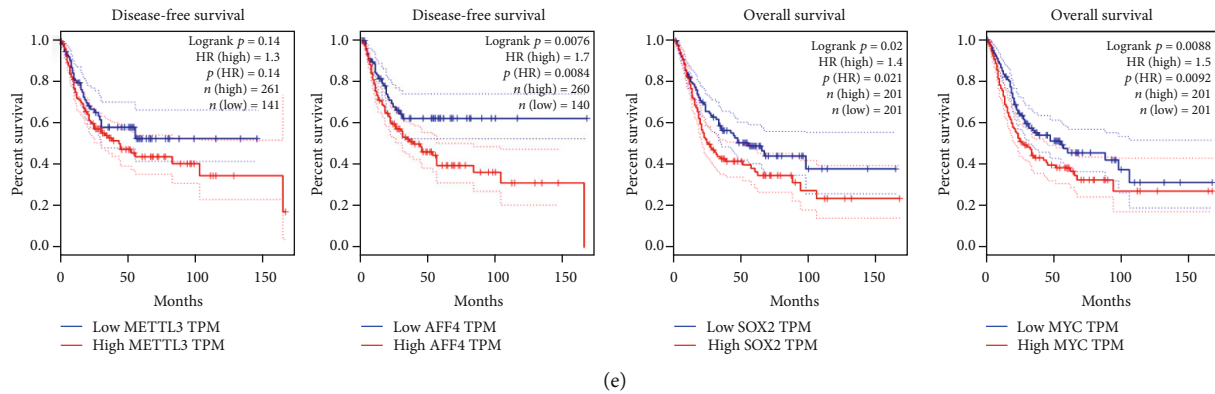 Disease-free survival
Logrank p = 0.14
HR (high) = 1.3
p (HR) = 0.14
n (high) = 261
n (low) = 141
Percent survival
1.0
0.8
0.6
0.4
0.2
0.0
0 50 100 150
Months
Low METTL3 TPM
High METTL3 TPM
Disease-free survival
Logrank p = 0.0076
HR (high) = 1.7
p (HR) = 0.0084
n (high) = 260
n (low) = 140
Percent survival
1.0
0.8
0.6
0.4
0.2
0.0
0 50 100 150
Months
Low AFF4 TPM
High AFF4 TPM
Overall survival
Logrank p = 0.02
HR (high) = 1.4
p (HR) = 0.021
n (high) = 201
n (low) = 201
Percent survival
1.0
0.8
0.6
0.4
0.2
0.0
0 50 100 150
Months
Low SOX2 TPM
High SOX2 TPM
Overall survival
Logrank p = 0.0088
HR (high) = 1.5
p (HR) = 0.0092
n (high) = 201
n (low) = 201
Percent survival
1.0
0.8
0.6
0.4
0.2
0.0
0 50 100 150
Months
Low MYC TPM
High MYC TPM
(e)